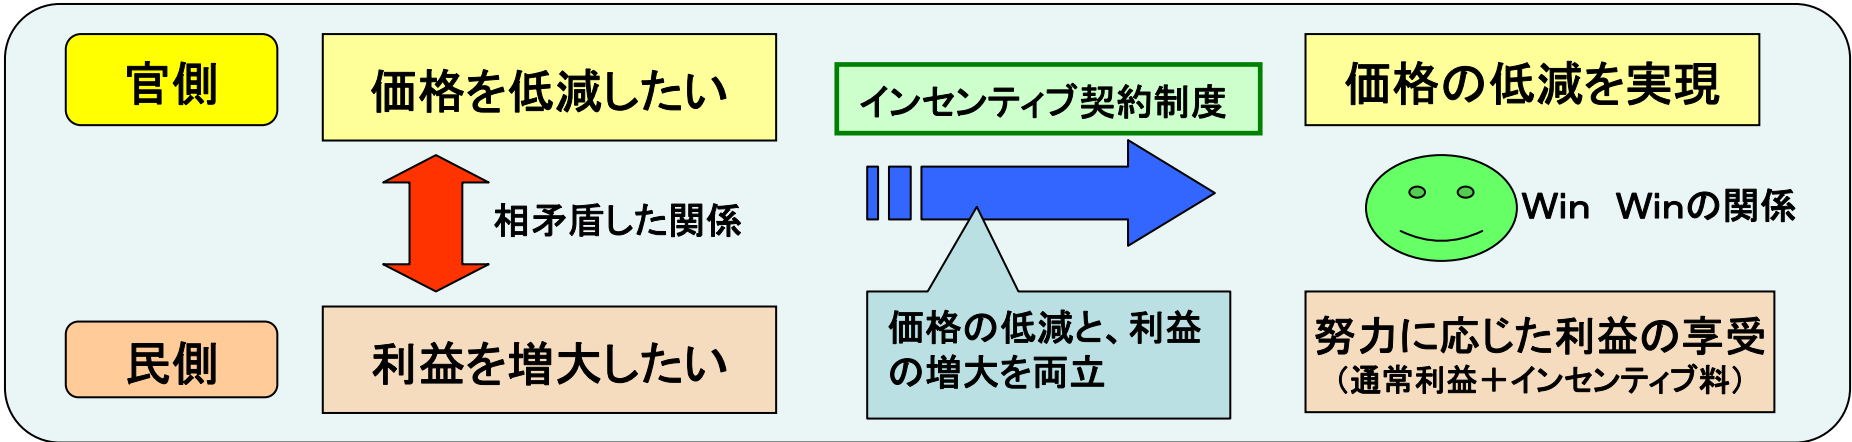 官側
価格を低減したい
インセンティブ契約制度
価格の低減を実現
相矛盾した関係
Win　Winの関係
民側
利益を増大したい
価格の低減と、利益
の増大を両立
努力に応じた利益の享受
（通常利益＋インセンティブ料）